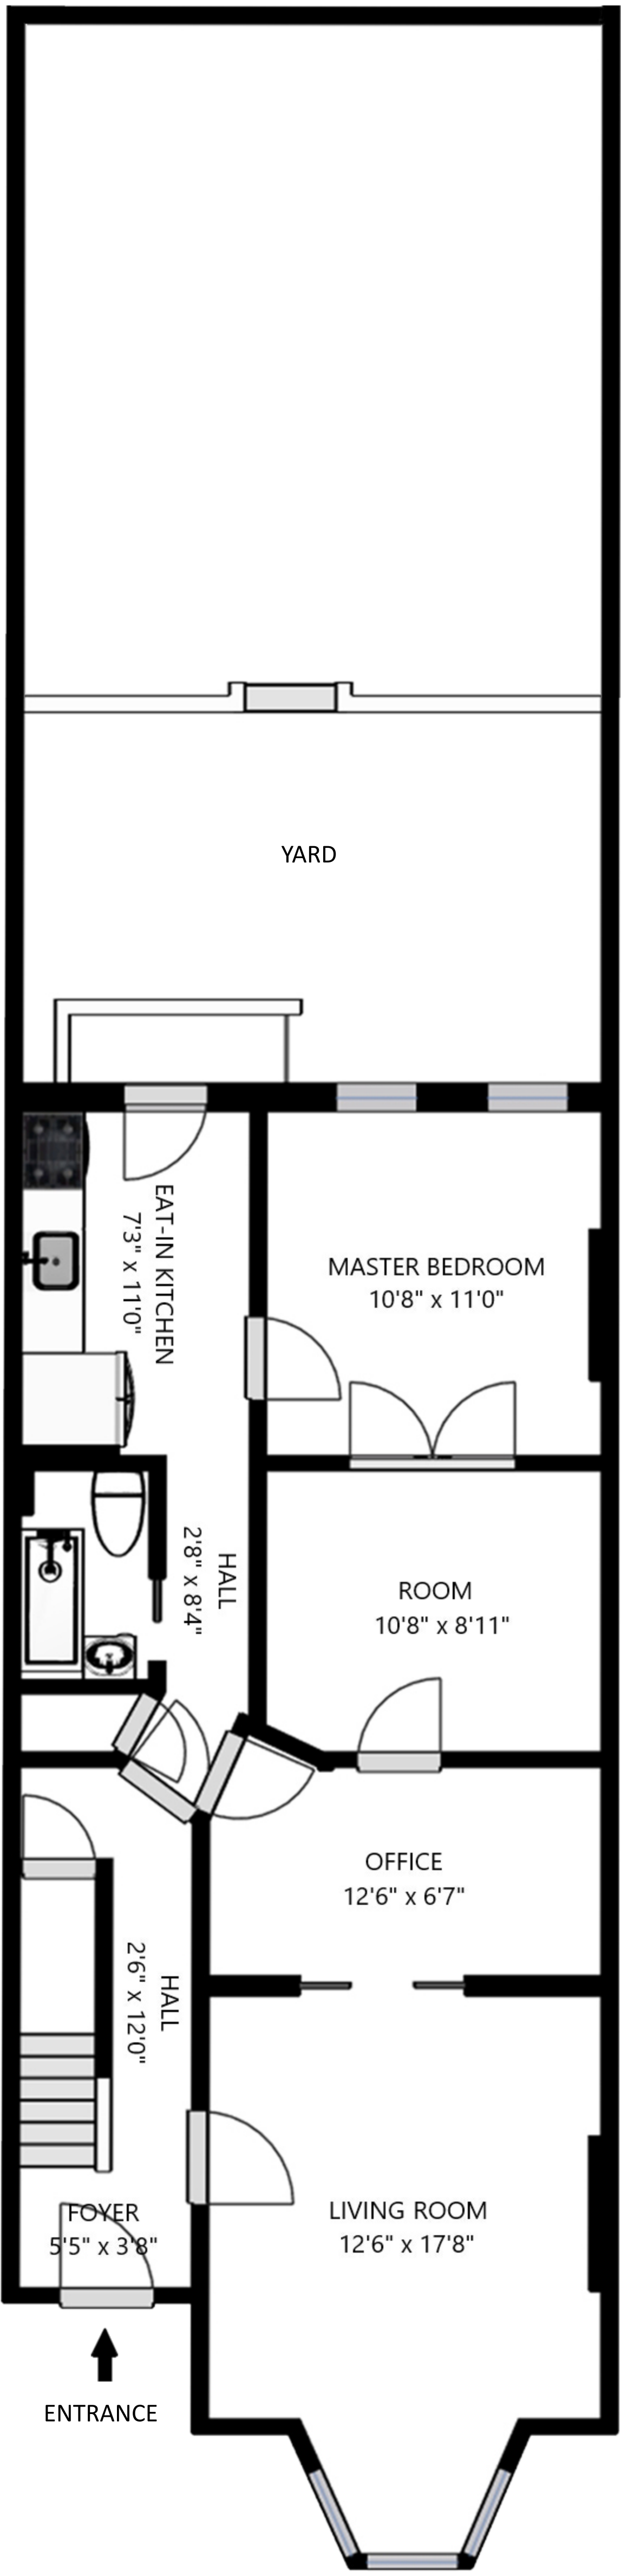 YARD
EAT-IN KITCHEN
7'3" x 11'0"
MASTER BEDROOM
10'8" x 11'0"
HALL
2'8" x 8'4"
ROOM
10'8" x 8'11"
OFFICE
12'6" x 6'7"
HALL
2'6" x 12'0"
FOYER
5'5" x 3'8"
LIVING ROOM
12'6" x 17'8"
ENTRANCE